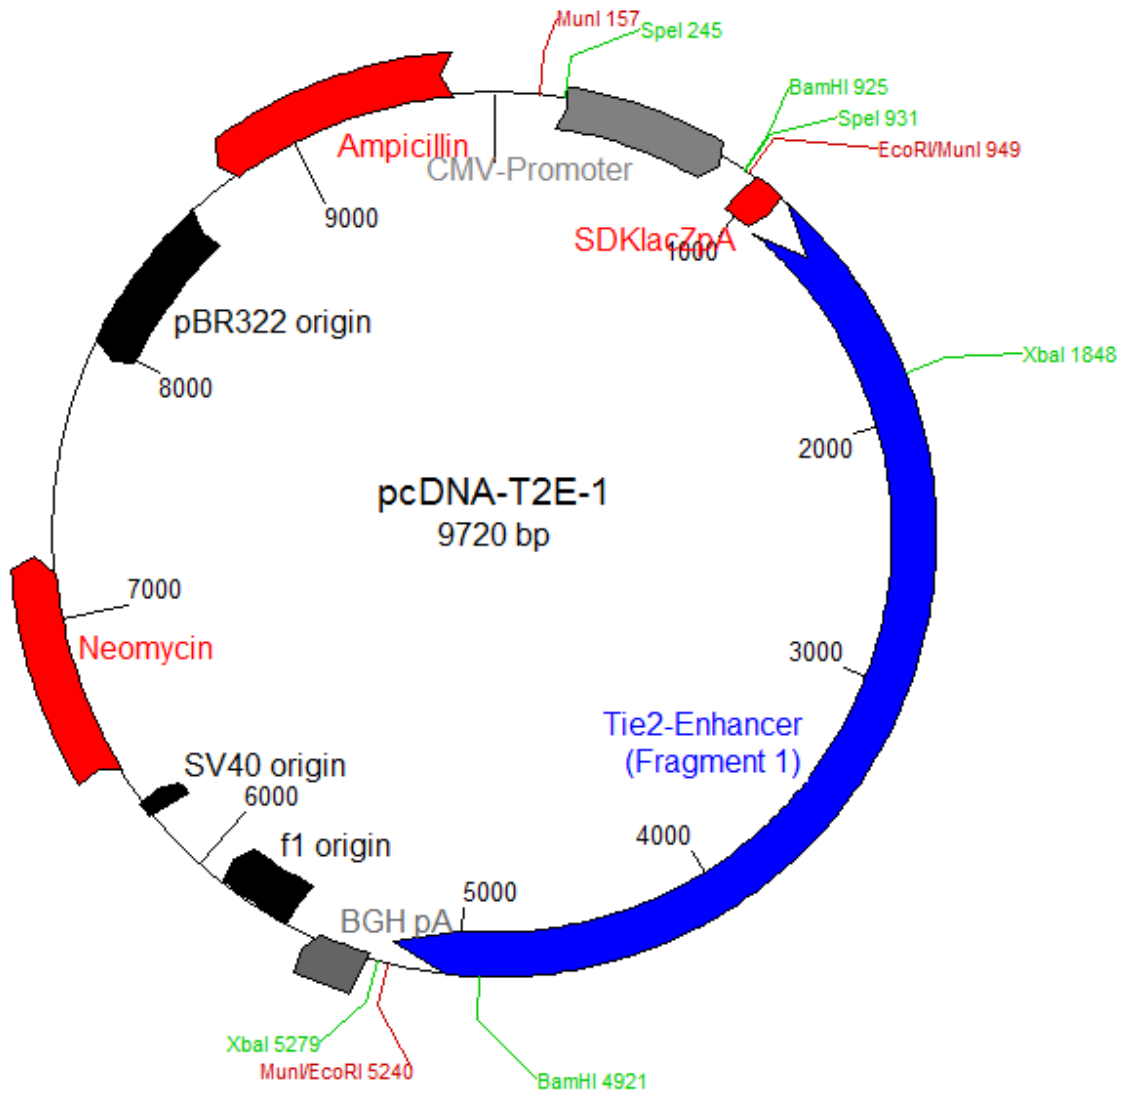 MunI 157
SpeI 245
BamHI 925
SpeI 931
EcoRI/MunI 949
Ampicillin
CMV-Promoter
9000
SDKlacZpA
1000
pBR322 origin
8000
XbaI 1848
2000
pcDNA-T2E-1
9720 bp
7000
Neomycin
3000
Tie2-Enhancer
(Fragment 1)
SV40 origin
6000
4000
f1 origin
5000
BGH pA
XbaI 5279
MunI/EcoRI 5240
BamHI 4921